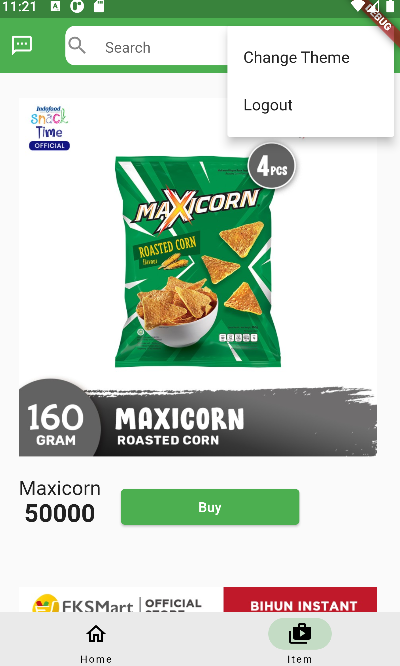 11:21
DEBUG
Search
Change Theme
Logout
Indofood
snack
Time
OFFICIAL
4PCS
MAXICORN
ROASTED CORN
flavour
160
GRAM
MAXICORN
ROASTED CORN
Maxicorn
50000
Buy
EKSMart
OFFICIAL
BIHUN INSTANT
Home
Item